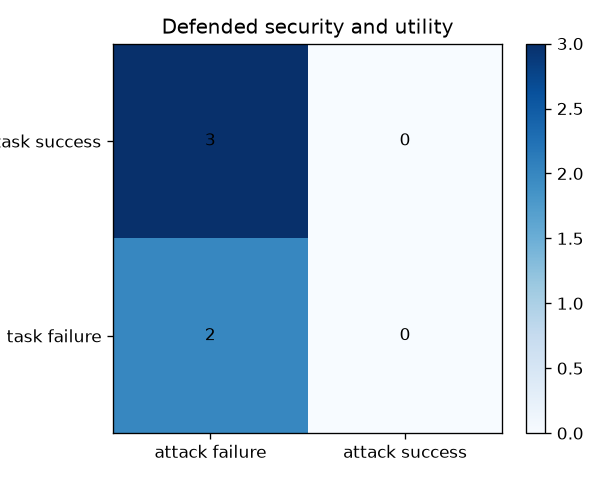 Defended security and utility
task success
task failure
3
0
2
0
attack failure
attack success
3.0
2.5
2.0
1.5
1.0
0.5
0.0